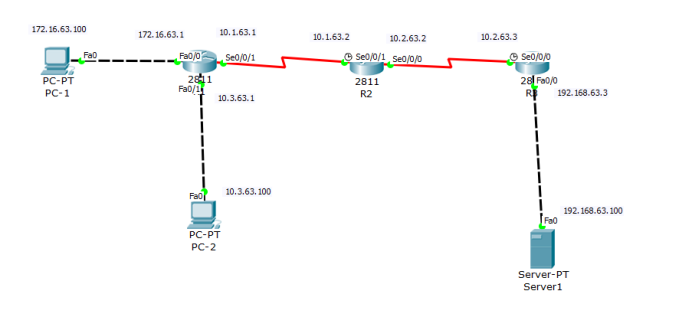 172.16.63.100
172.16.63.1
10.1.63.1
10.1.63.2
10.2.63.2
10.2.63.3
Fa0
Fa0/0
Se0/0/1
Se0/0/1
Se0/0/0
Se0/0/0
PC-PT
PC-1
2811
Fa0/1
2811
R2
Fa0/0
192.168.63.3
10.3.63.1
10.3.63.100
Fa0
PC-PT
PC-2
192.168.63.100
Fa0
Server-PT
Server1